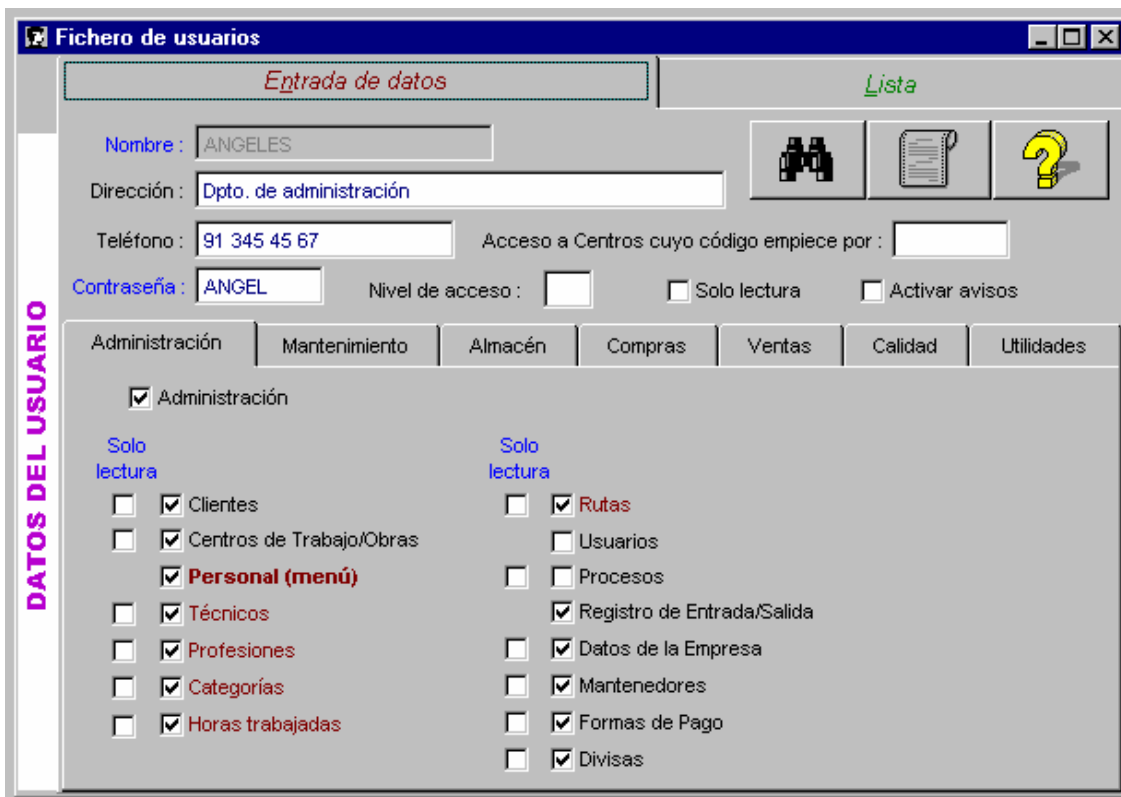 Fichero de usuarios
Entrada de datos
Lista
Nombre : ANGELES
Dirección : Dpto. de administración
Teléfono : 91 345 45 67 Acceso a Centros cuyo código empiece por :
Contraseña : ANGEL Nivel de acceso : Solo lectura Activar avisos
DATOS DEL USUARIO
Administración Mantenimiento Almacén Compras Ventas Calidad Utilidades
Administración
Solo
lectura
Clientes
Centros de Trabajo/Obras
Personal (menú)
Técnicos
Profesiones
Categorías
Horas trabajadas
Solo
lectura
Rutas
Usuarios
Procesos
Registro de Entrada/Salida
Datos de la Empresa
Mantenedores
Formas de Pago
Divisas